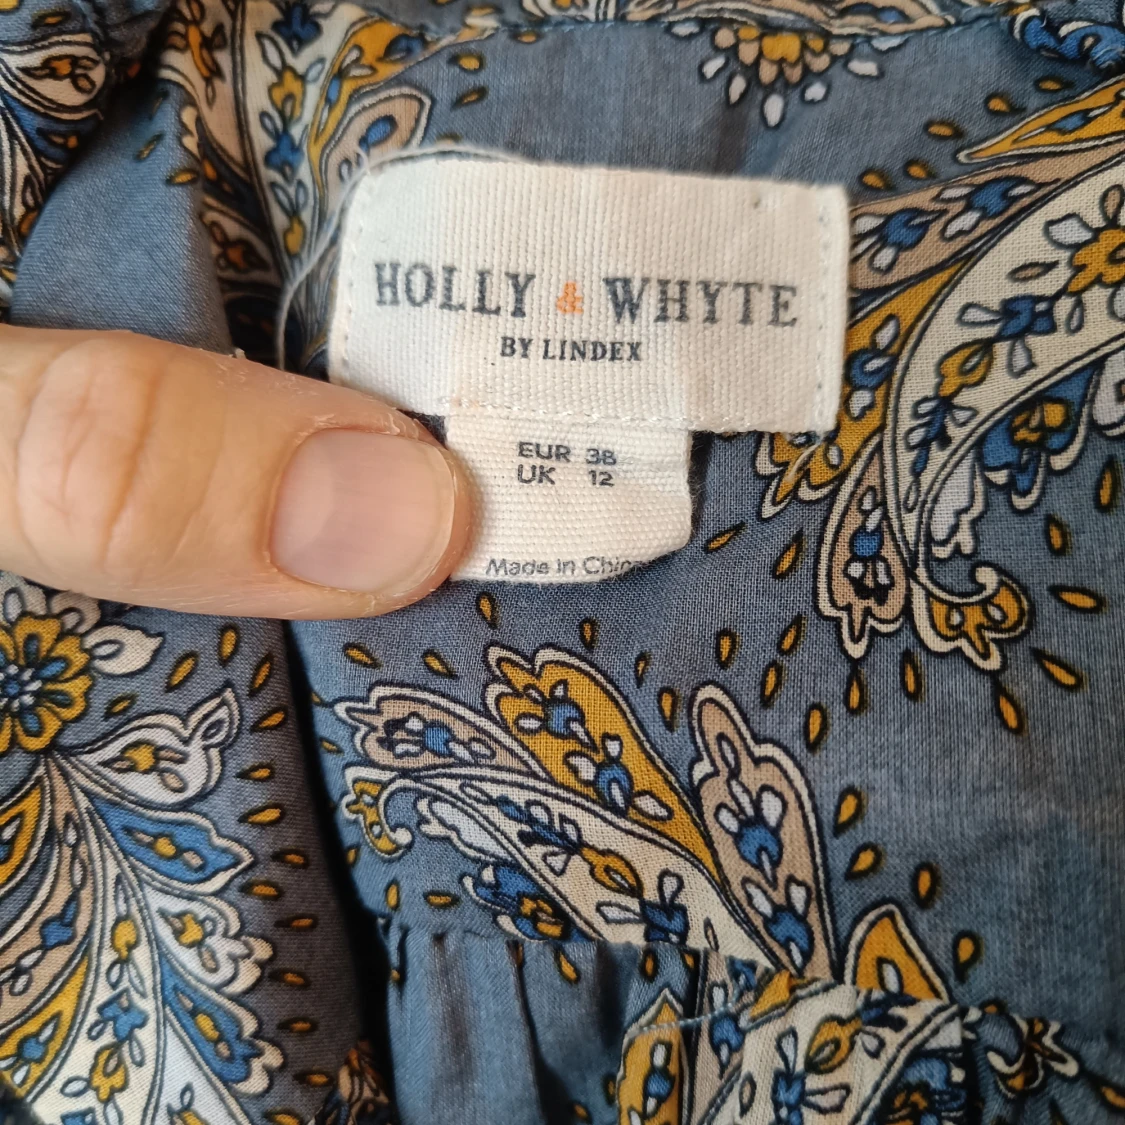 HOLLY & WHYTE
BY LINDEX
EUR 38
UK 12
Made in China